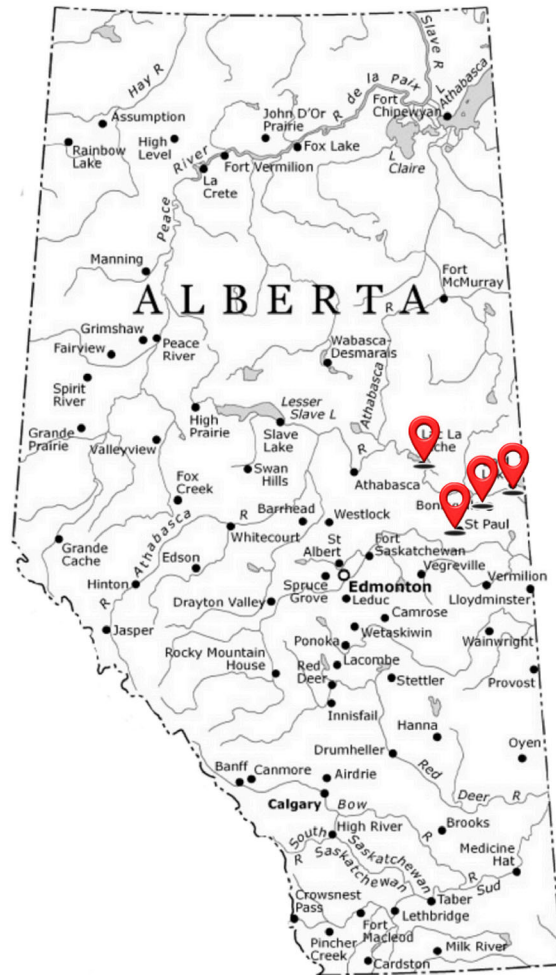 Slave R
Hay R
R de la Paix
L Athabasca
Fort
Chipewyan
Assumption
John D'Or
Prairie
High
Level
Rainbow
Lake
Fox Lake
L
Claire
River
Fort Vermilion
La
Crete
Peace
Manning
Fort
McMurray
ALBERTA
R
Grimshaw
Peace
River
Fairview
Wabasca-
Desmarais
Athabasca
Spirit
River
Lesser
Slave L
High
Prairie
Slave
Lake
Grande
Prairie
Valleyview
R
Swan
Hills
Athabasca
Fox
Creek
Barrhead
Westlock
St Paul
Athabasca
R
Whitecourt
St
Albert
Fort
Saskatchewan
Grande
Cache
Edson
Vegreville
Vermilion
Hinton
Spruce
Grove
Edmonton
Lloydminster
R
Drayton Valley
Leduc
Camrose
Jasper
Wetaskiwin
Ponoka
Wainwright
Rocky Mountain
House
Lacombe
Red
Deer
Stettler
Provost
Innisfail
Hanna
Drumheller
Oyen
Banff
Canmore
Airdrie
Red
Deer R
Calgary
Bow
R
High River
Brooks
South
Saskatchewan
R Saskatchewan
Medicine
Hat
R
Sud
Crowsnest
Pass
Taber
Lethbridge
Fort
Macleod
Pincher
Creek
Milk River
Cardston